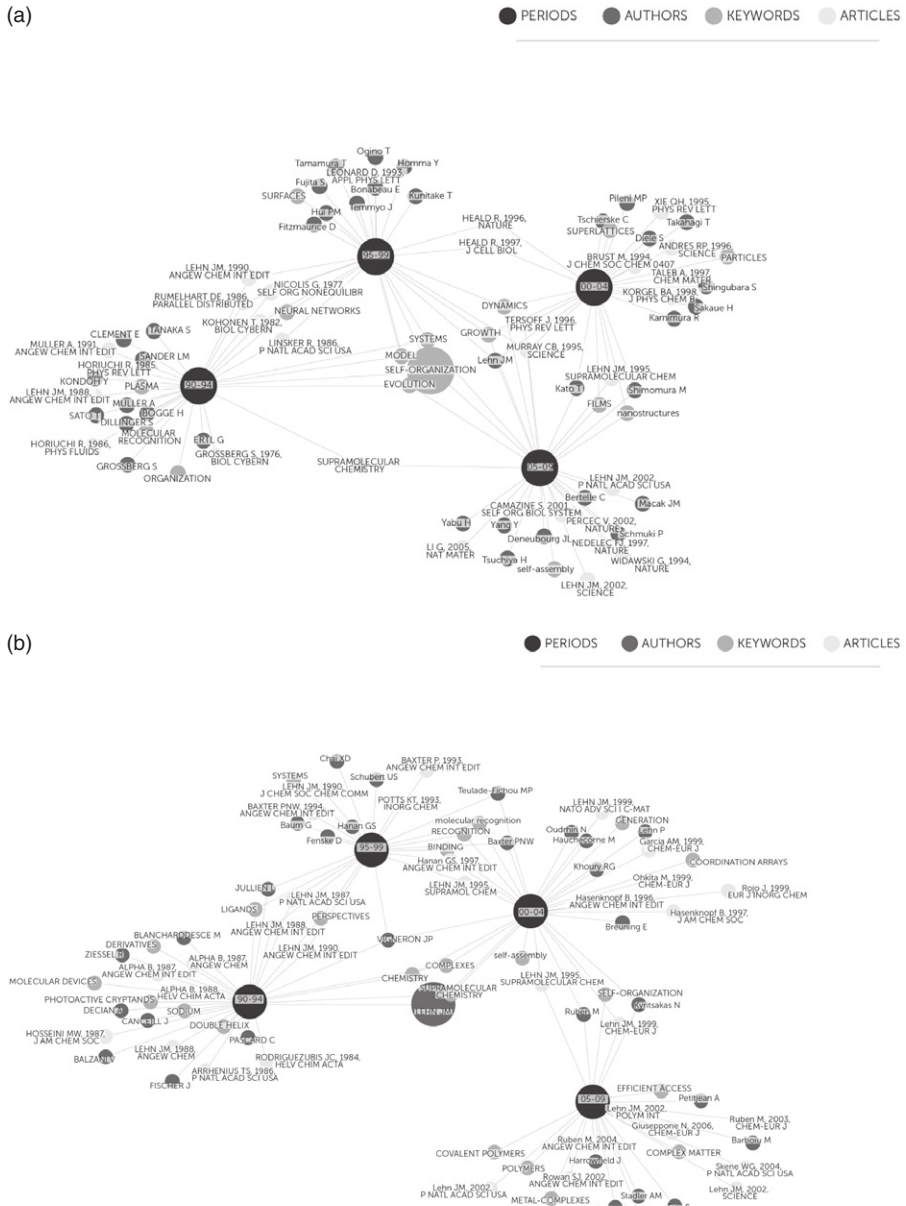 (a)
PERIODS AUTHORS KEYWORDS ARTICLES
Ogino T
Tamamura T
Homma Y
LEONARD D, 1993,
APPL PHYS LETT
Fujita S
Bonabeau E
SURFACES
Kunitake T
Temmyo J
Hui PM
Fitzmaurice D
95-99
HEALD R, 1996,
NATURE
HEALD R, 1997,
J CELL BIOL
Pileni MP
XIE QH, 1995,
PHYS REV LETT
Tschierske C
Takahagi T
SUPERLATTICES
Diele S
ANDRES RP, 1996,
SCIENCE
BRUST M, 1994,
J CHEM SOC CHEM 0407
PARTICLES
TALEB A, 1997,
CHEM MATER
00-04
Shingubara S
KORGEL BA, 1998,
J PHYS CHEM B
Sakaue H
Kamimura R
LEHN JM, 1990,
ANGEW CHEM INT EDIT
NICOLIS G, 1977,
SELF ORG NONEQUILIBR
RUMELHART DE, 1986,
PARALLEL DISTRIBUTED
NEURAL NETWORKS
KOHONEN T, 1982,
BIOL CYBERN
LINSKER R, 1986,
P NATL ACAD SCI USA
DYNAMICS
TERSOFF J, 1996,
PHYS REV LETT
GROWTH
SYSTEMS
MURRAY CB, 1995,
SCIENCE
MODEL
Lehn JM
SELF-ORGANIZATION
EVOLUTION
CLEMENT E
TANAKA S
MULLER A, 1991,
ANGEW CHEM INT EDIT
SANDER LM
HORIUCHI R, 1985,
PHYS REV LETT
KONDOH Y
PLASMA
90-94
LEHN JM, 1988,
ANGEW CHEM INT EDIT
MULLER A
SATO T
BOGGE H
DILLINGER S
MOLECULAR
RECOGNITION
HORIUCHI R, 1986,
PHYS FLUIDS
ERTL G
GROSSBERG S, 1976,
BIOL CYBERN
GROSSBERG S
ORGANIZATION
SUPRAMOLECULAR
CHEMISTRY
LEHN JM, 1995,
SUPRAMOLECULAR CHEM
Kato T
Shimomura M
FILMS
nanostructures
05-09
LEHN JM, 2002,
P NATL ACAD SCI USA
Bertelle C
Macak JM
CAMAZINE S, 2001,
SELF ORG BIOL SYSTEM
Yabu H
Yang Y
PERCEC V, 2002,
NATURE
Schmuki P
Deneubourg JL
NEDELEC FJ, 1997,
NATURE
LI G, 2005,
NAT MATER
Tsuchiya H
WIDAWSKI G, 1994,
NATURE
self-assembly
LEHN JM, 2002,
SCIENCE
(b)
PERIODS AUTHORS KEYWORDS ARTICLES
Chai XD
BAXTER P, 1993,
ANGEW CHEM INT EDIT
SYSTEMS
Schubert US
LEHN JM, 1990,
J CHEM SOC CHEM COMM
Teulade-Fichou MP
BAXTER PNW, 1994,
ANGEW CHEM INT EDIT
POTTS KT, 1993,
INORG CHEM
Baum G
Hanan GS
Fenske D
95-99
molecular recognition
RECOGNITION
BINDING
Baxter PNW
Hanan GS, 1997,
ANGEW CHEM INT EDIT
LEHN JM, 1995,
SUPRAMOL CHEM
LEHN JM, 1999,
NATO ADV SCI I C-MAT
GENERATION
Oudmin N
Lenn P
Hauchecorne M
Garcia AM, 1999,
CHEM-EUR J
COORDINATION ARRAYS
Khoury RG
Ohkita M, 1999,
CHEM-EUR J
Rojo J, 1999,
EUR J INORG CHEM
Hasenknopf B, 1996,
ANGEW CHEM INT EDIT
Hasenknopf B, 1997,
J AM CHEM SOC
Breuning E
00-04
JULLIEN L
LEHN JM, 1987,
P NATL ACAD SCI USA
LIGANDS
PERSPECTIVES
LEHN JM, 1988,
ANGEW CHEM INT EDIT
VIGNERON JP
LEHN JM, 1990,
ANGEW CHEM INT EDIT
BLANCHARDDESCE M
DERIVATIVES
ZIESSEL R
ALPHA B, 1987,
ANGEW CHEM
ALPHA B, 1987,
ANGEW CHEM INT EDIT
MOLECULAR DEVICES
ALPHA B, 1988,
HELV CHIM ACTA
PHOTOACTIVE CRYPTANDS
90-94
DECIAN A
SODIUM
CANCEILL J
DOUBLE HELIX
HOSSEINI MW, 1987,
J AM CHEM SOC
PASCARD C
LEHN JM, 1988,
ANGEW CHEM
BALZANI V
RODRIGUEZUBIS JC, 1984,
HELV CHIM ACTA
ARRHENIUS TS, 1986,
P NATL ACAD SCI USA
FISCHER J
COMPLEXES
CHEMISTRY
SUPRAMOLECULAR
CHEMISTRY
LEHN JM
self-assembly
LEHN JM, 1995,
SUPRAMOLECULAR CHEM
SELF-ORGANIZATION
Kyritsakas N
Ruben M
Lehn JM, 1999,
CHEM-EUR J
05-09
EFFICIENT ACCESS
Petitjean A
Lehn JM, 2002,
POLYM INT
Ruben M, 2003,
CHEM-EUR J
Giuseppone N, 2006,
CHEM-EUR J
Barboiu M
Ruben M, 2004,
ANGEW CHEM INT EDIT
COVALENT POLYMERS
Harrowfield J
COMPLEX MATTER
POLYMERS
Rowan SJ, 2002,
ANGEW CHEM INT EDIT
Skene WG, 2004,
P NATL ACAD SCI USA
Lehn JM, 2002,
P NATL ACAD SCI USA
Stadler AM
Lehn JM, 2002,
SCIENCE
METAL-COMPLEXES